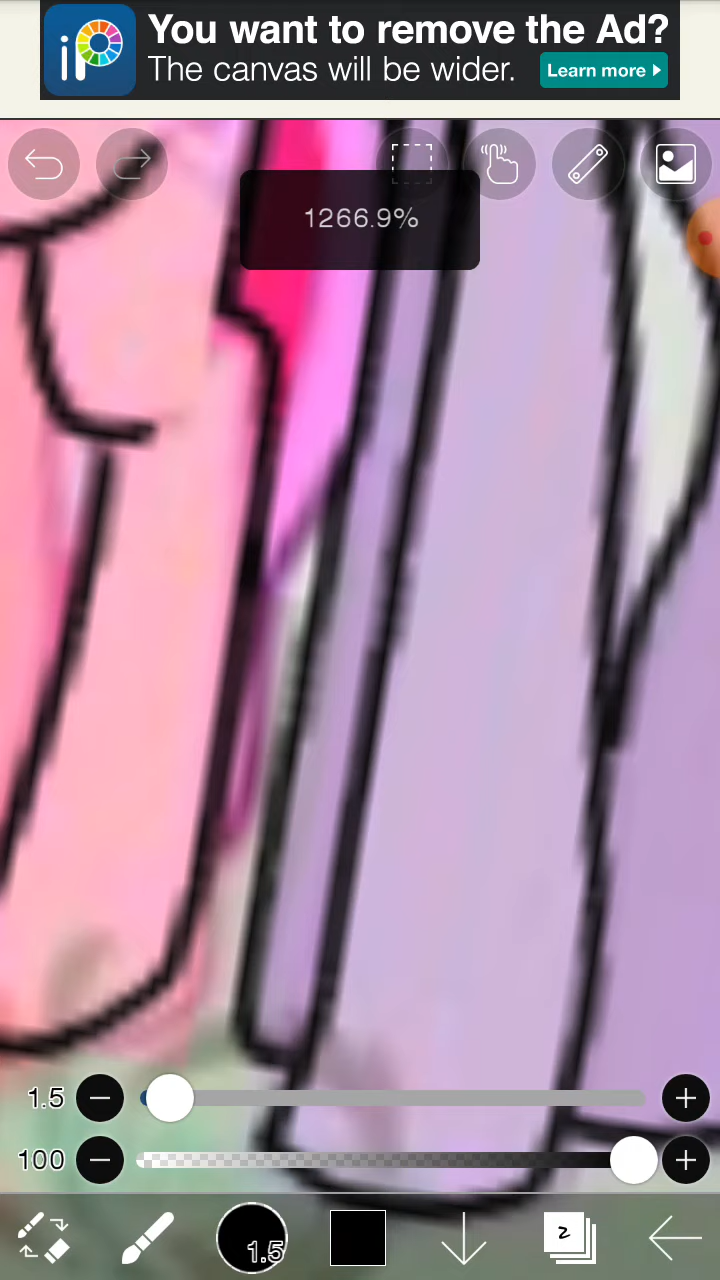 iP
You want to remove the Ad?
The canvas will be wider.
Learn more
1266.9%
1.5
100
1.5
2